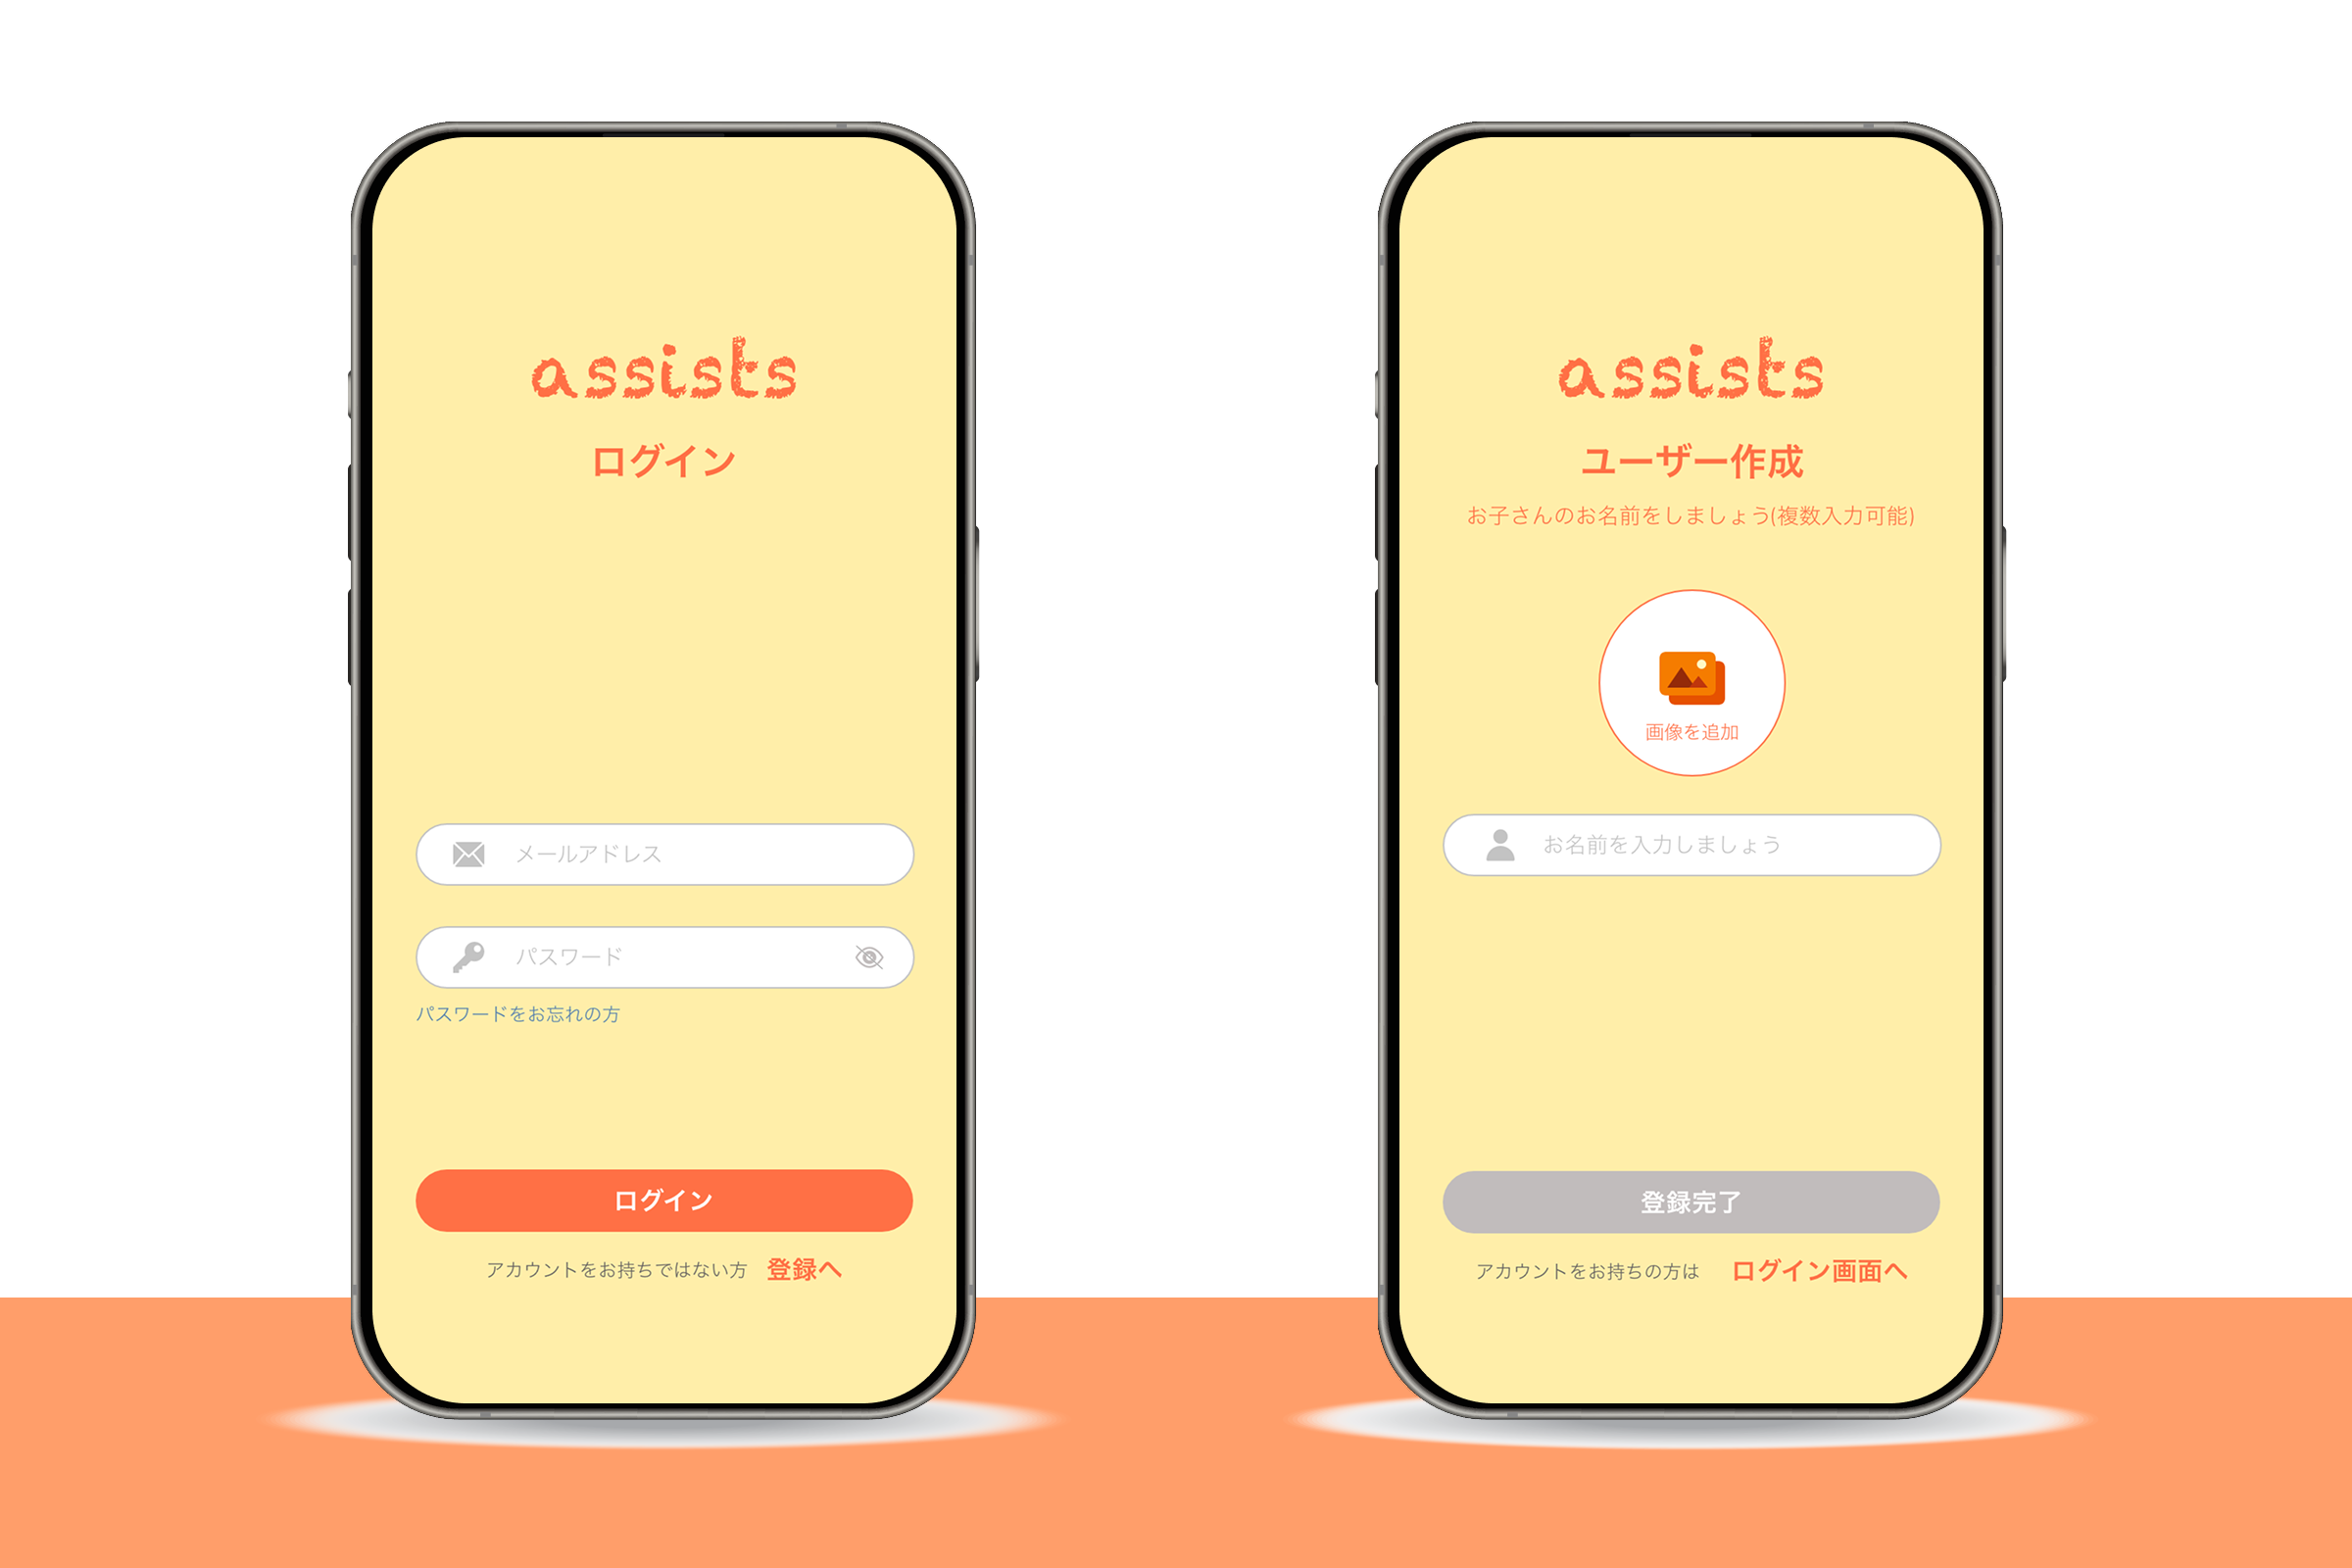 assists
ログイン
メールアドレス
パスワード
パスワードをお忘れの方
ログイン
アカウントをお持ちではない方 登録へ
assists
ユーザー作成
お子さんのお名前をしましょう(複数入力可能)
画像を追加
お名前を入力しましょう
登録完了
アカウントをお持ちの方は ログイン画面へ